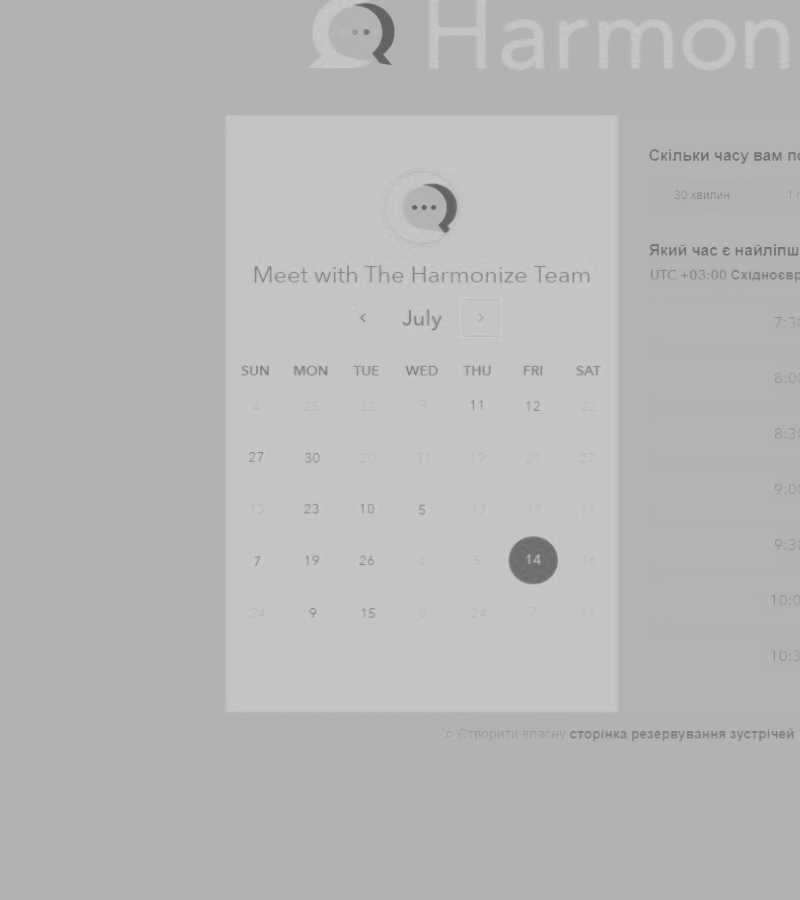 Harmon
Meet with The Harmonize Team
July
SUN MON TUE WED THU FRI SAT
4 25 22 9 11 12 22
27 30 20 31 19 21 27
13 23 10 5 17 17 11
7 19 26 4 5 14 16
24 9 15 8 24 7 11
Скільки часу вам
30 хвилин 1
Який час є
UTC +03:00
7:3
8:0
8:3
9:0
9:3
10:0
10:3
Створити власну сторінка резервування зустрічей